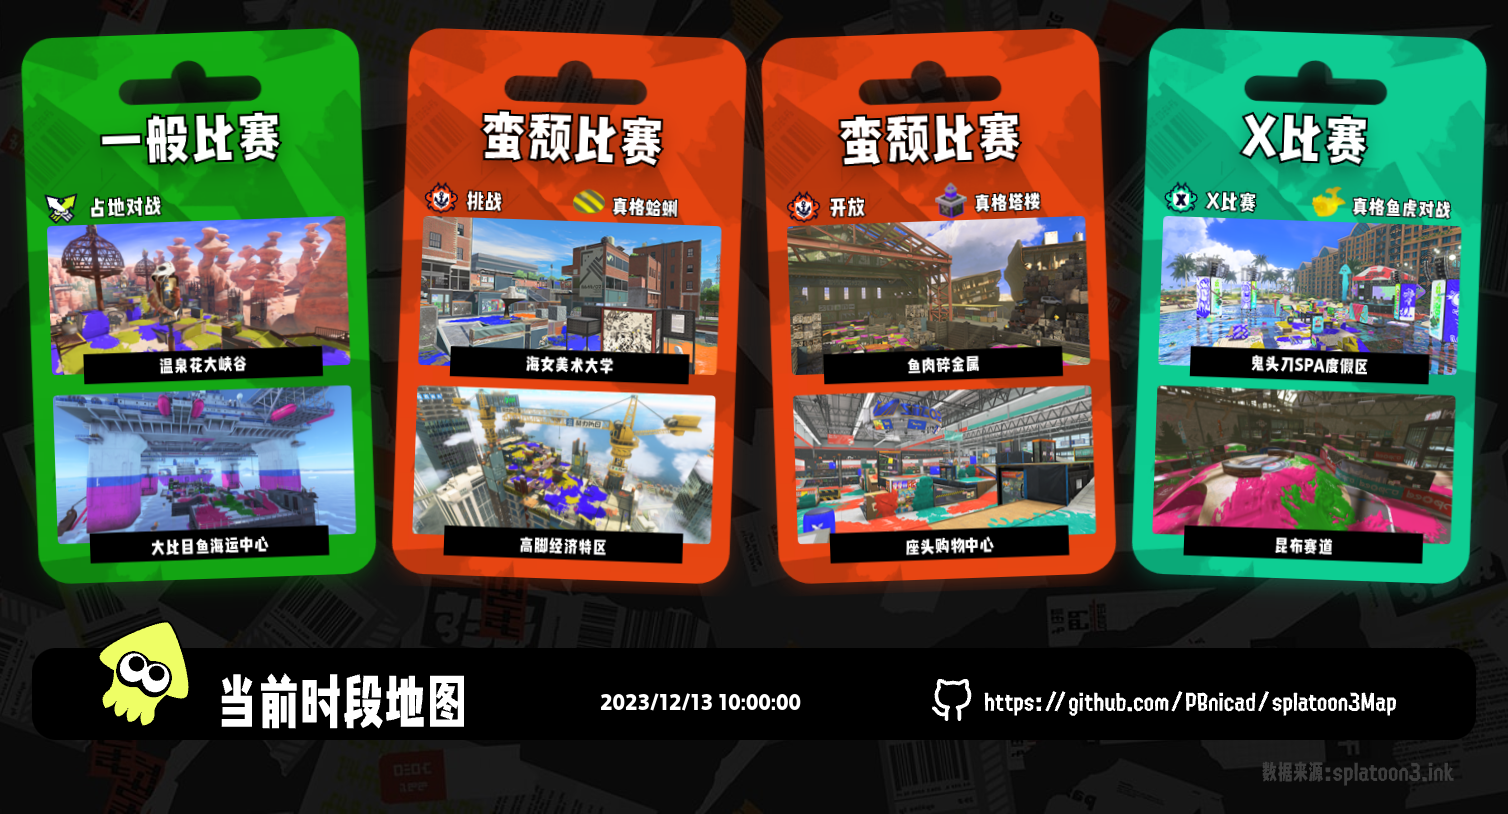 一般比赛
占地对战
温泉花大峡谷
大比目鱼海运中心
蛮颓比赛
挑战
真格蛤蜊
海女美术大学
高脚经济特区
蛮颓比赛
开放
真格塔楼
鱼肉碎金属
座头购物中心
X比赛
X比赛
真格鱼虎对战
鬼头刀SPA度假区
昆布赛道
当前时段地图
2023/12/13 10:00:00
https://github.com/PBnicad/splatoon3Map
数据来源:splatoon3.ink